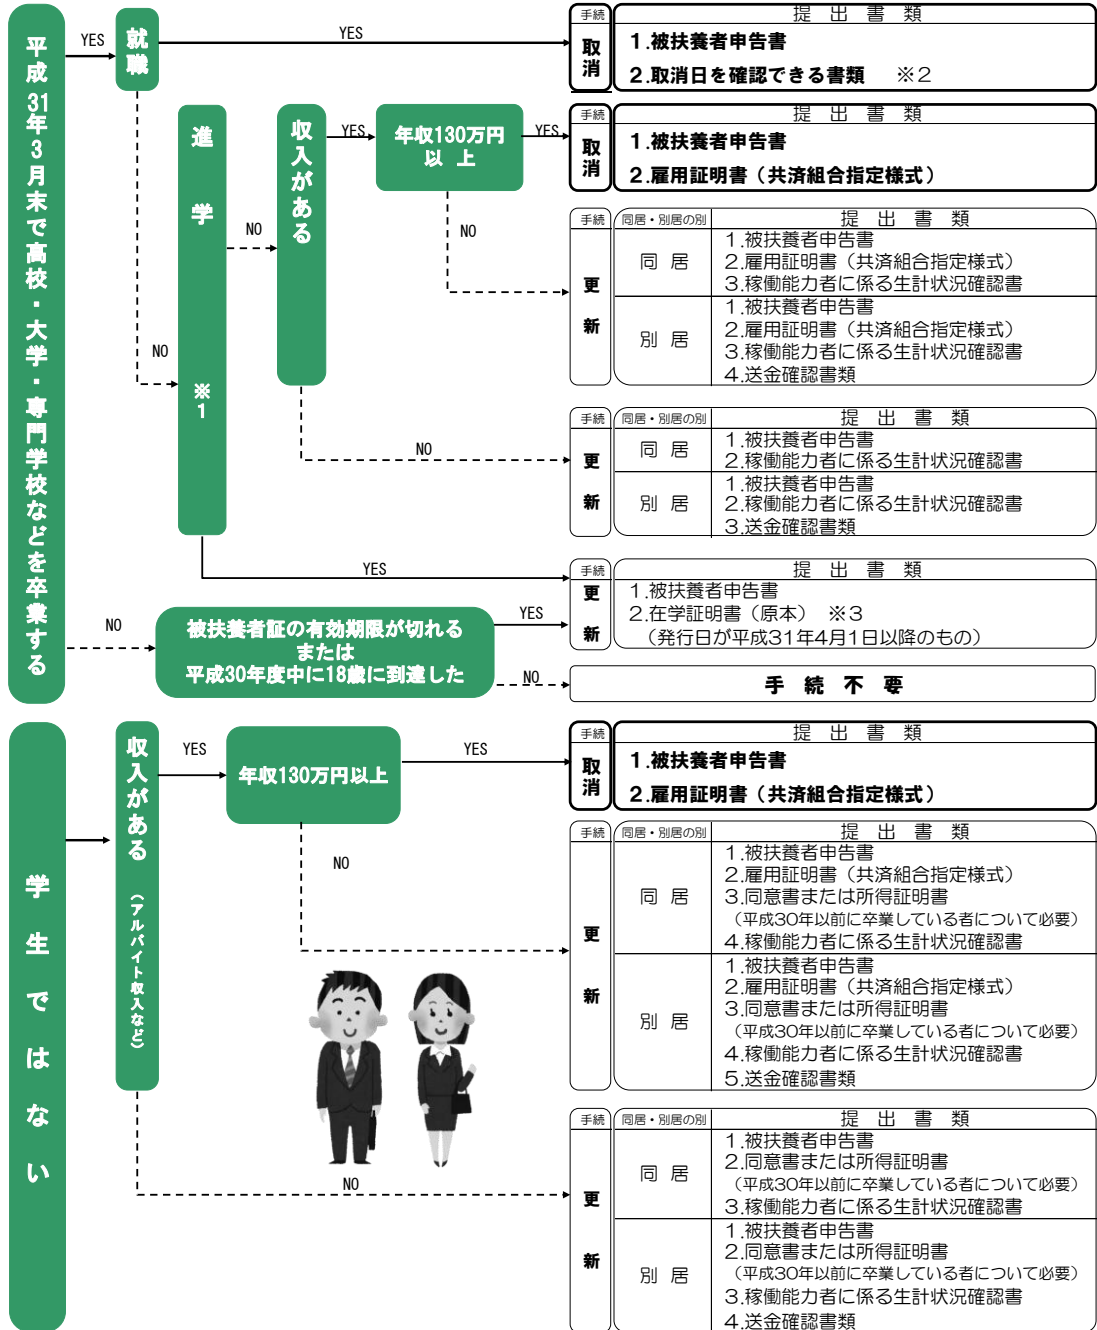 平成31年3月末で高校・大学・専門学校などを卒業する
YES
就職
YES
手続
提出書類
取消
1.被扶養者申告書
2.取消日を確認できる書類 ※2
NO
進学 ※1
NO
収入がある
YES
年収130万円
以上
YES
手続
提出書類
取消
1.被扶養者申告書
2.雇用証明書（共済組合指定様式）
NO
手続
同居・別居の別
提出書類
更新
同居
1.被扶養者申告書
2.雇用証明書（共済組合指定様式）
3.稼働能力者に係る生計状況確認書
別居
1.被扶養者申告書
2.雇用証明書（共済組合指定様式）
3.稼働能力者に係る生計状況確認書
4.送金確認書類
NO
手続
同居・別居の別
提出書類
更新
同居
1.被扶養者申告書
2.稼働能力者に係る生計状況確認書
別居
1.被扶養者申告書
2.稼働能力者に係る生計状況確認書
3.送金確認書類
YES
手続
提出書類
更新
1.被扶養者申告書
2.在学証明書（原本） ※3
（発行日が平成31年4月1日以降のもの）
NO
被扶養者証の有効期限が切れる
または
平成30年度中に18歳に到達した
YES
NO
手続不要
学生ではない
収入がある
（アルバイト収入など）
YES
年収130万円以上
YES
手続
提出書類
取消
1.被扶養者申告書
2.雇用証明書（共済組合指定様式）
NO
手続
同居・別居の別
提出書類
更新
同居
1.被扶養者申告書
2.雇用証明書（共済組合指定様式）
3.同意書または所得証明書
（平成30年以前に卒業している者について必要）
4.稼働能力者に係る生計状況確認書
別居
1.被扶養者申告書
2.雇用証明書（共済組合指定様式）
3.同意書または所得証明書
（平成30年以前に卒業している者について必要）
4.稼働能力者に係る生計状況確認書
5.送金確認書類
NO
手続
同居・別居の別
提出書類
更新
同居
1.被扶養者申告書
2.同意書または所得証明書
（平成30年以前に卒業している者について必要）
3.稼働能力者に係る生計状況確認書
別居
1.被扶養者申告書
2.同意書または所得証明書
（平成30年以前に卒業している者について必要）
3.稼働能力者に係る生計状況確認書
4.送金確認書類